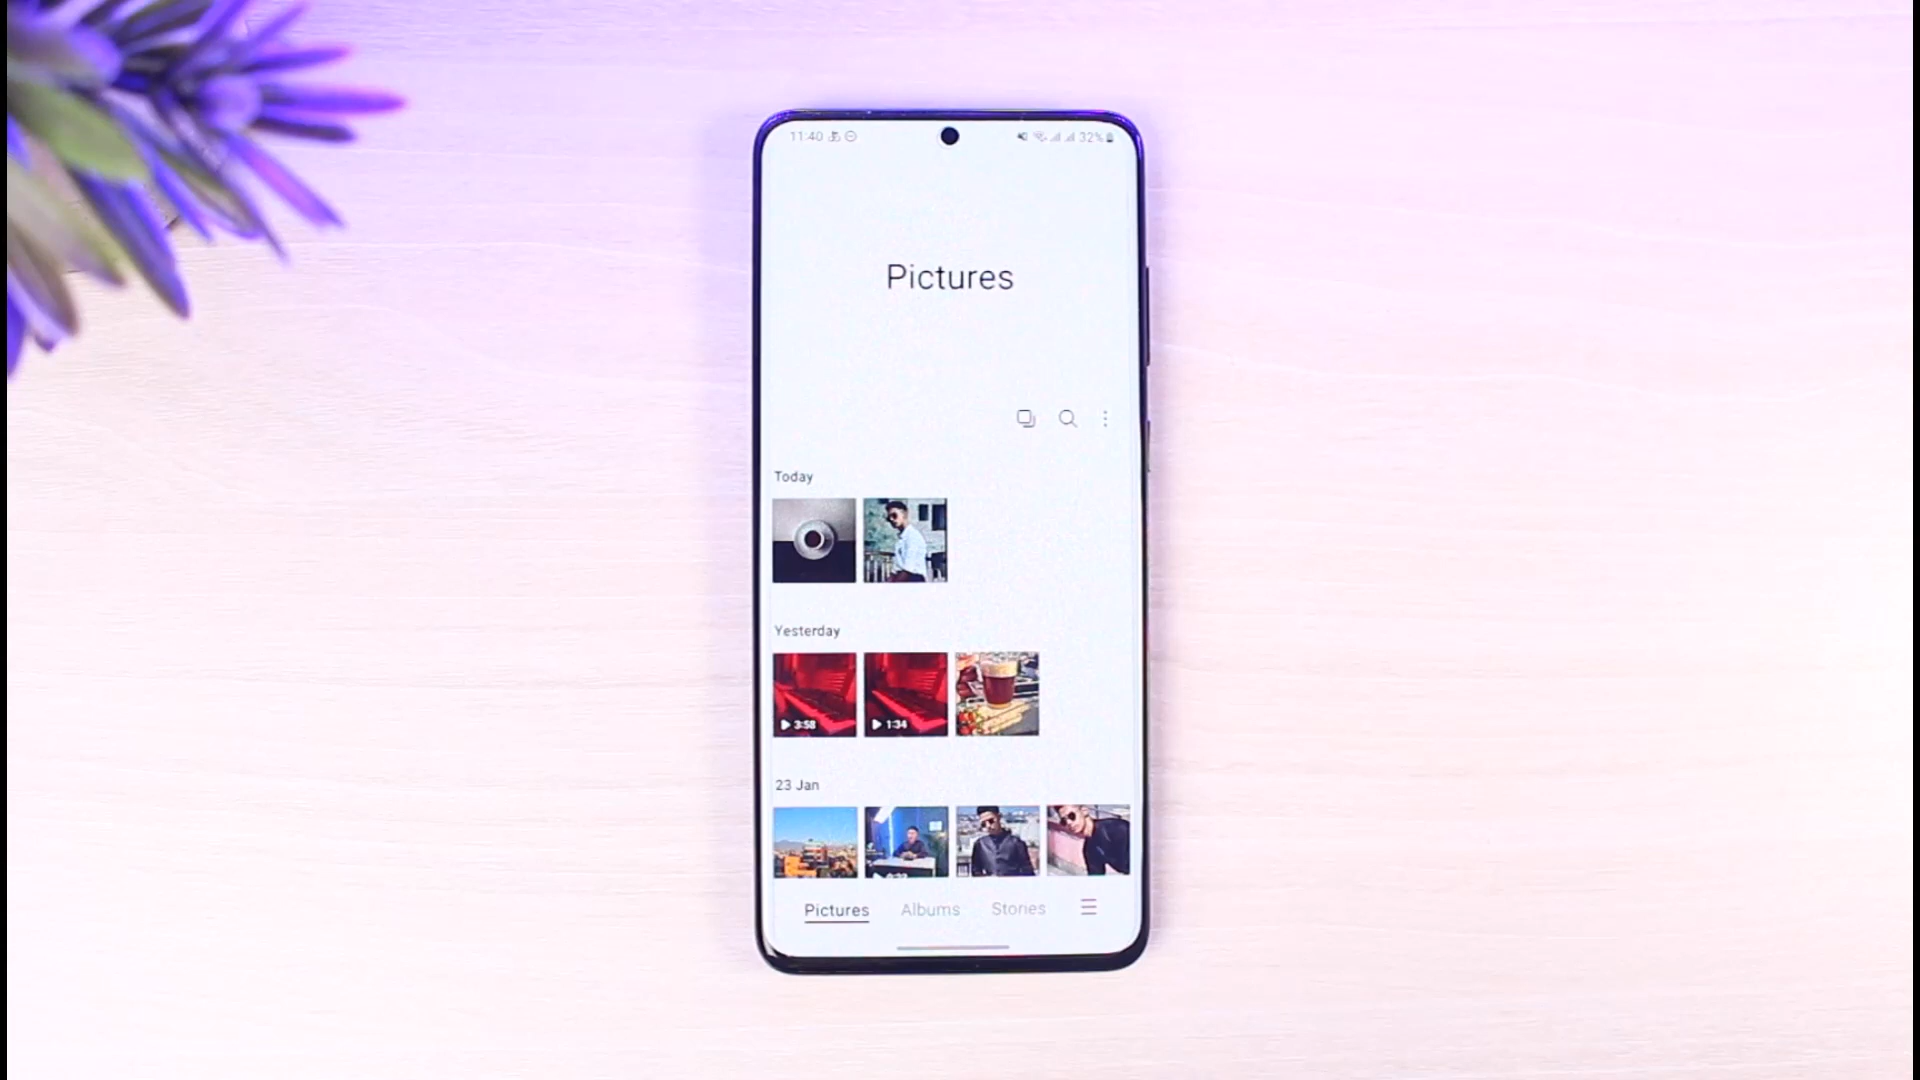 11:40
32%
Pictures
Today
Yesterday
3:58
1:34
23 Jan
Pictures Albums Stories